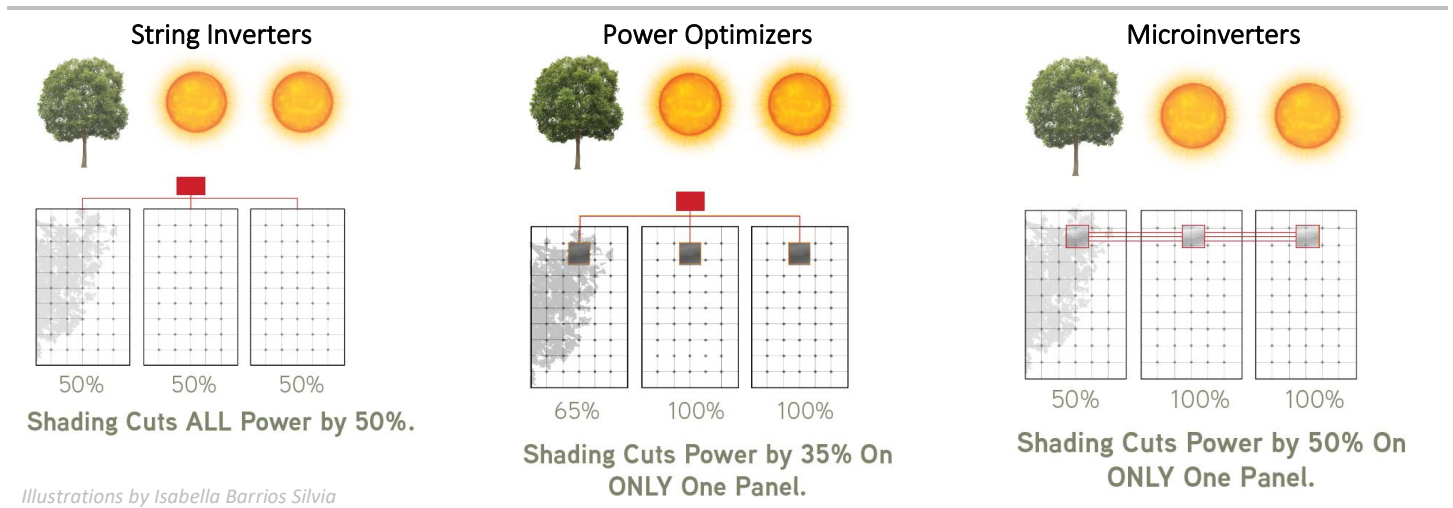 String Inverters
50% 50% 50%
Shading Cuts ALL Power by 50%.
Power Optimizers
65% 100% 100%
Shading Cuts Power by 35% On
ONLY One Panel.
Microinverters
50% 100% 100%
Shading Cuts Power by 50% On
ONLY One Panel.
Illustrations by Isabella Barrios Silvia